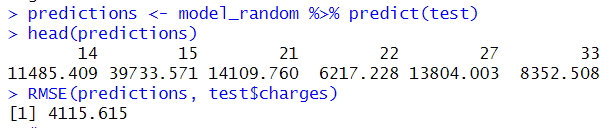 > predictions <- model_random %>% predict(test)
> head(predictions)
14 15 21 22 27 33
11485.409 39733.571 14109.760 6217.228 13804.003 8352.508
> RMSE(predictions, test$charges)
[1] 4115.615